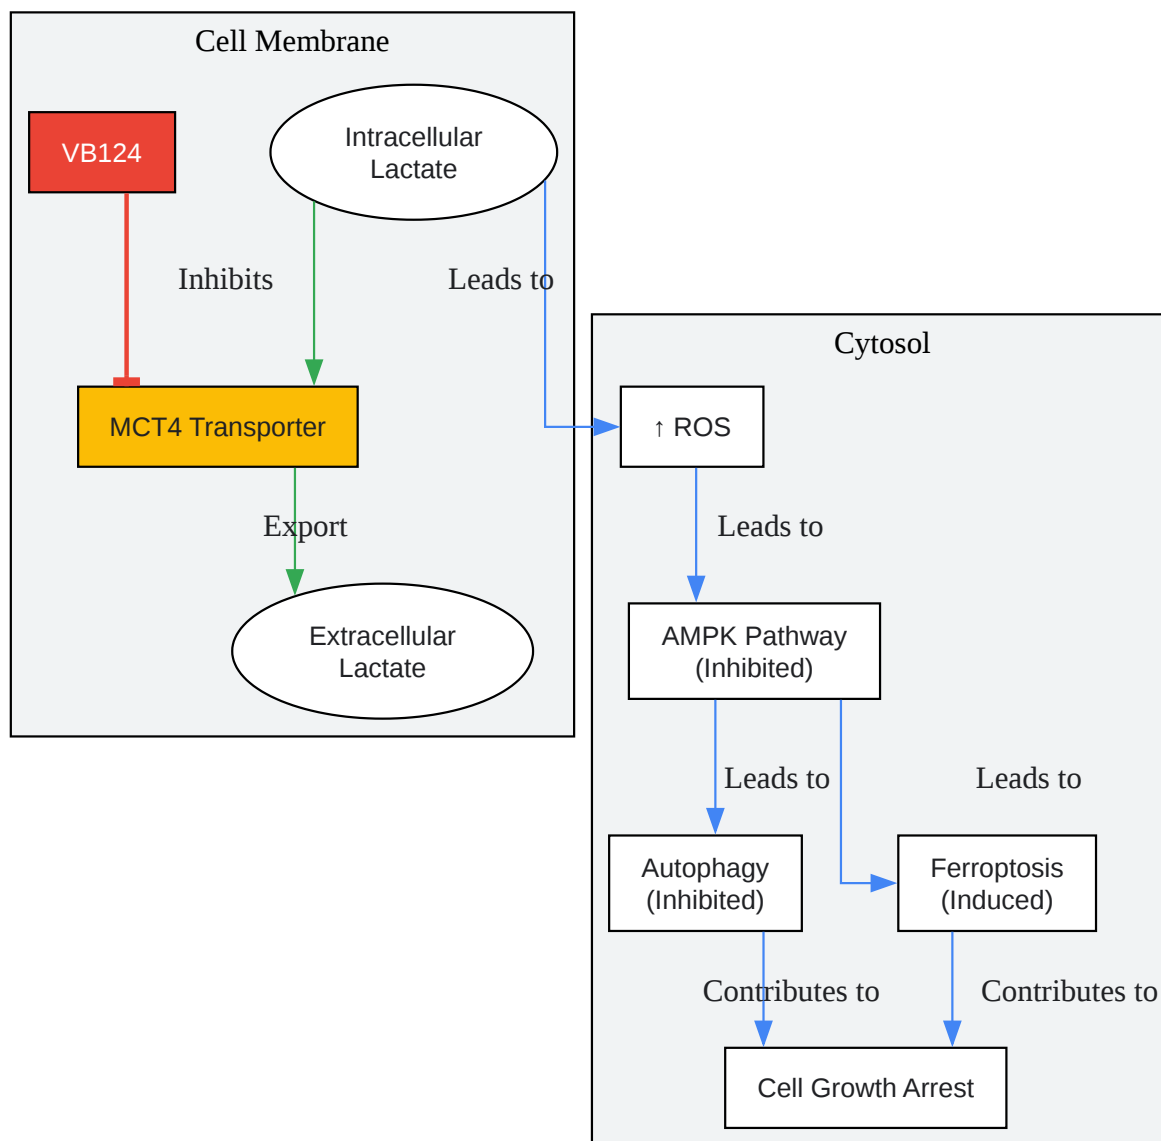 Cell Membrane
VB124
Intracellular
Lactate
Inhibits
Leads to
MCT4 Transporter
Export
Extracellular
Lactate
Cytosol
↑ ROS
Leads to
AMPK Pathway
(Inhibited)
Leads to
Leads to
Autophagy
(Inhibited)
Ferroptosis
(Induced)
Contributes to
Contributes to
Cell Growth Arrest